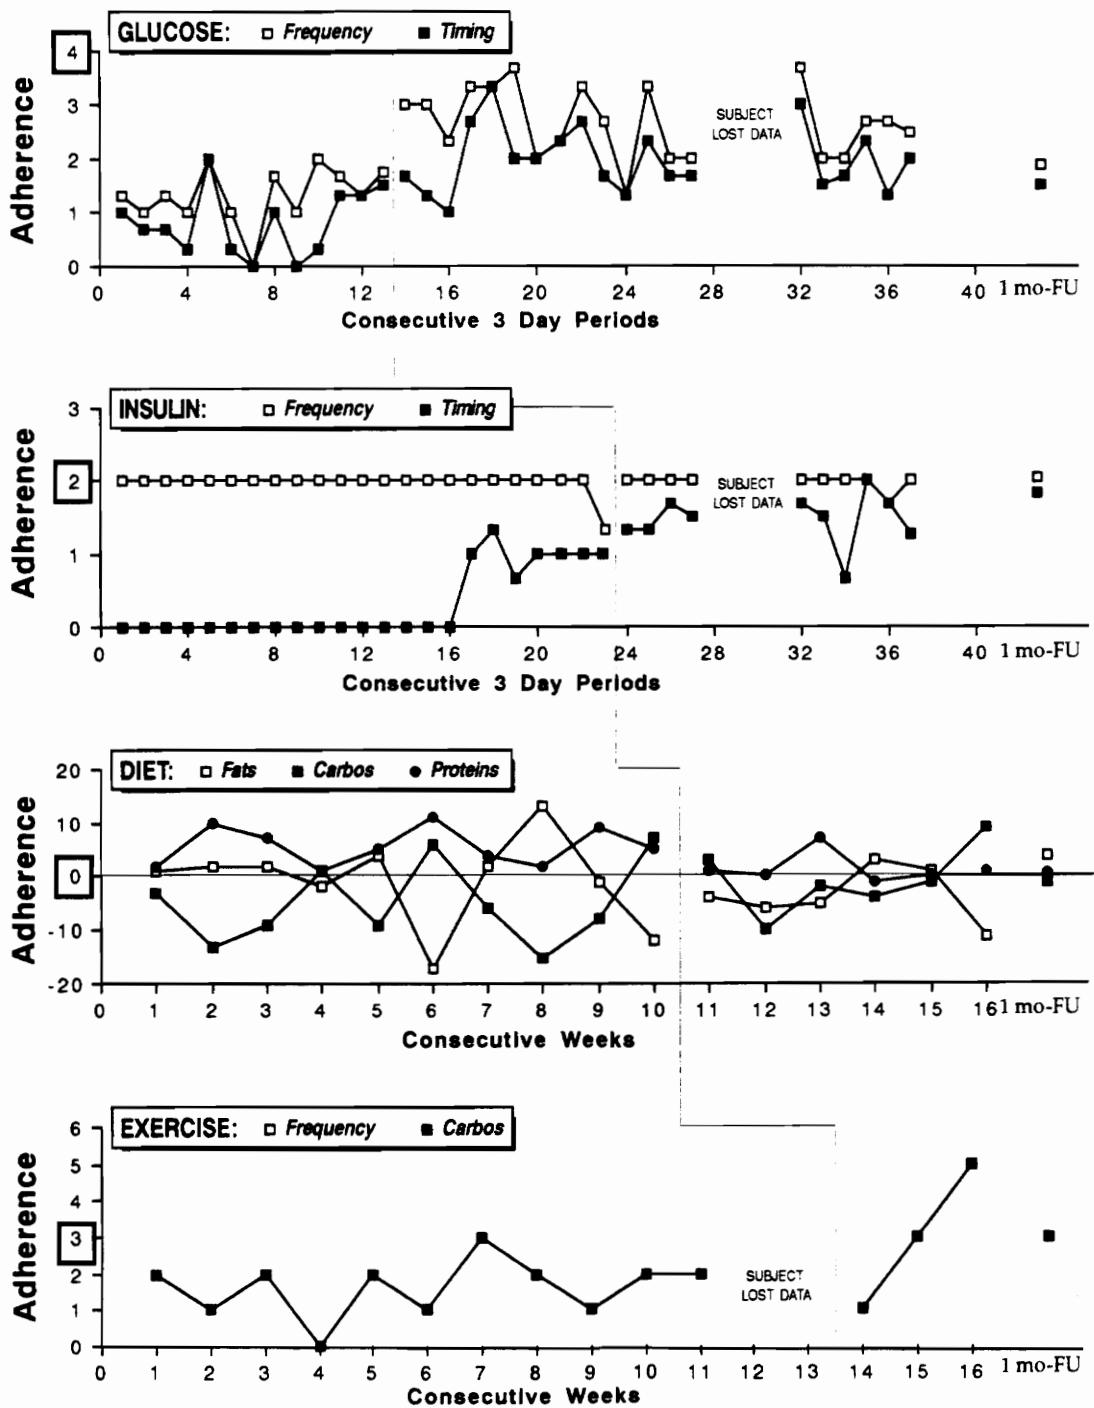 GLUCOSE: Frequency Timing
Adherence
4
3
2
1
0
SUBJECT
LOST DATA
0 4 8 12 16 20 24 28 32 36 40 1 mo-FU
Consecutive 3 Day Periods
INSULIN: Frequency Timing
Adherence
3
2
1
0
SUBJECT
LOST DATA
0 4 8 12 16 20 24 28 32 36 40 1 mo-FU
Consecutive 3 Day Periods
DIET: Fats Carbos Proteins
Adherence
20
10
0
-10
-20
0 1 2 3 4 5 6 7 8 9 10 11 12 13 14 15 16 1 mo-FU
Consecutive Weeks
EXERCISE: Frequency Carbos
Adherence
6
5
4
3
2
1
0
SUBJECT
LOST DATA
0 1 2 3 4 5 6 7 8 9 10 11 12 13 14 15 16 1 mo-FU
Consecutive Weeks